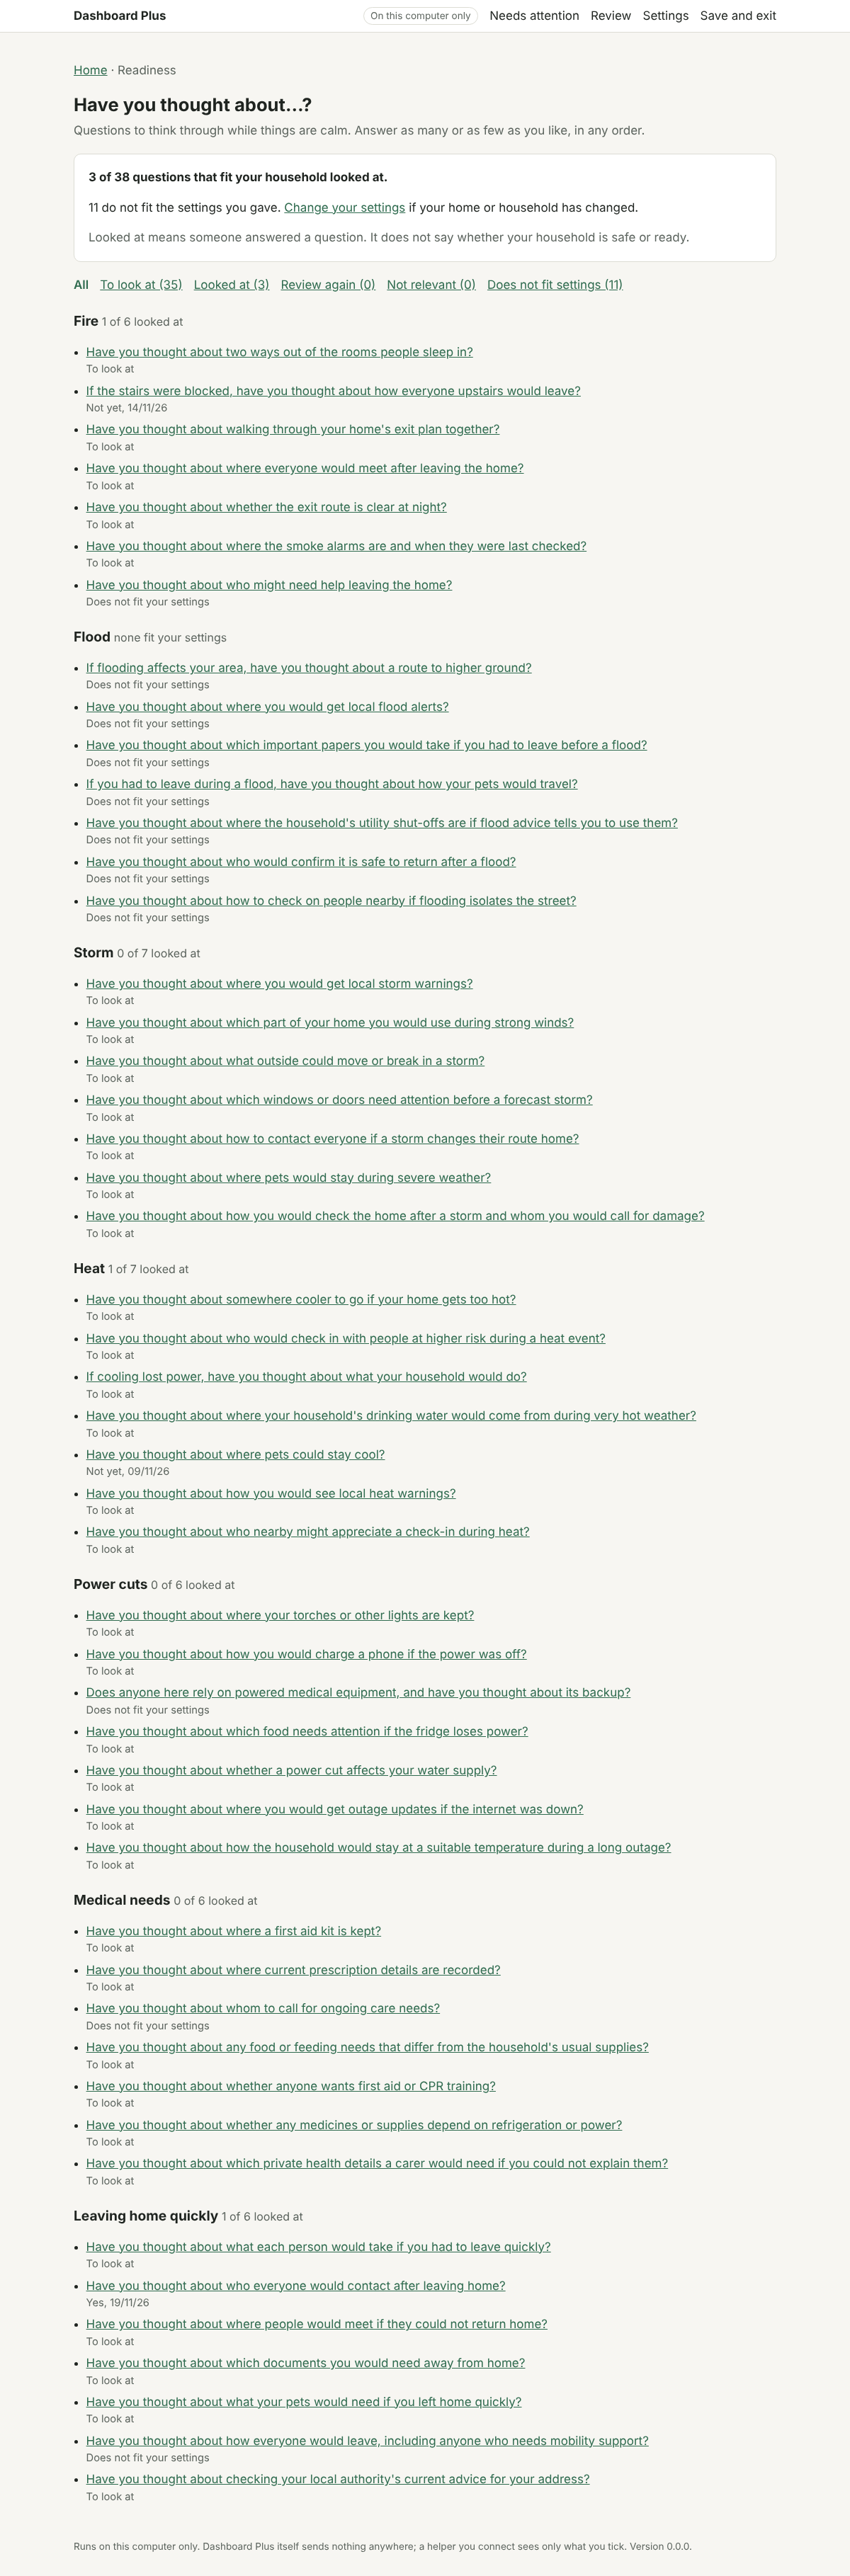 Dashboard Plus
On this computer only Needs attention Review Settings Save and exit
Home · Readiness
Have you thought about...?
Questions to think through while things are calm. Answer as many or as few as you like, in any order.
3 of 38 questions that fit your household looked at.
11 do not fit the settings you gave. Change your settings if your home or household has changed.
Looked at means someone answered a question. It does not say whether your household is safe or ready.
All To look at (35) Looked at (3) Review again (0) Not relevant (0) Does not fit settings (11)
Fire 1 of 6 looked at
• Have you thought about two ways out of the rooms people sleep in?
To look at
• If the stairs were blocked, have you thought about how everyone upstairs would leave?
Not yet, 14/11/26
• Have you thought about walking through your home's exit plan together?
To look at
• Have you thought about where everyone would meet after leaving the home?
To look at
• Have you thought about whether the exit route is clear at night?
To look at
• Have you thought about where the smoke alarms are and when they were last checked?
To look at
• Have you thought about who might need help leaving the home?
Does not fit your settings
Flood none fit your settings
• If flooding affects your area, have you thought about a route to higher ground?
Does not fit your settings
• Have you thought about where you would get local flood alerts?
Does not fit your settings
• Have you thought about which important papers you would take if you had to leave before a flood?
Does not fit your settings
• If you had to leave during a flood, have you thought about how your pets would travel?
Does not fit your settings
• Have you thought about where the household's utility shut-offs are if flood advice tells you to use them?
Does not fit your settings
• Have you thought about who would confirm it is safe to return after a flood?
Does not fit your settings
• Have you thought about how to check on people nearby if flooding isolates the street?
Does not fit your settings
Storm 0 of 7 looked at
• Have you thought about where you would get local storm warnings?
To look at
• Have you thought about which part of your home you would use during strong winds?
To look at
• Have you thought about what outside could move or break in a storm?
To look at
• Have you thought about which windows or doors need attention before a forecast storm?
To look at
• Have you thought about how to contact everyone if a storm changes their route home?
To look at
• Have you thought about where pets would stay during severe weather?
To look at
• Have you thought about how you would check the home after a storm and whom you would call for damage?
To look at
Heat 1 of 7 looked at
• Have you thought about somewhere cooler to go if your home gets too hot?
To look at
• Have you thought about who would check in with people at higher risk during a heat event?
To look at
• If cooling lost power, have you thought about what your household would do?
To look at
• Have you thought about where your household's drinking water would come from during very hot weather?
To look at
• Have you thought about where pets could stay cool?
Not yet, 09/11/26
• Have you thought about how you would see local heat warnings?
To look at
• Have you thought about who nearby might appreciate a check-in during heat?
To look at
Power cuts 0 of 6 looked at
• Have you thought about where your torches or other lights are kept?
To look at
• Have you thought about how you would charge a phone if the power was off?
To look at
• Does anyone here rely on powered medical equipment, and have you thought about its backup?
Does not fit your settings
• Have you thought about which food needs attention if the fridge loses power?
To look at
• Have you thought about whether a power cut affects your water supply?
To look at
• Have you thought about where you would get outage updates if the internet was down?
To look at
• Have you thought about how the household would stay at a suitable temperature during a long outage?
To look at
Medical needs 0 of 6 looked at
• Have you thought about where a first aid kit is kept?
To look at
• Have you thought about where current prescription details are recorded?
To look at
• Have you thought about whom to call for ongoing care needs?
Does not fit your settings
• Have you thought about any food or feeding needs that differ from the household's usual supplies?
To look at
• Have you thought about whether anyone wants first aid or CPR training?
To look at
• Have you thought about whether any medicines or supplies depend on refrigeration or power?
To look at
• Have you thought about which private health details a carer would need if you could not explain them?
To look at
Leaving home quickly 1 of 6 looked at
• Have you thought about what each person would take if you had to leave quickly?
To look at
• Have you thought about who everyone would contact after leaving home?
Yes, 19/11/26
• Have you thought about where people would meet if they could not return home?
To look at
• Have you thought about which documents you would need away from home?
To look at
• Have you thought about what your pets would need if you left home quickly?
To look at
• Have you thought about how everyone would leave, including anyone who needs mobility support?
Does not fit your settings
• Have you thought about checking your local authority's current advice for your address?
To look at
Runs on this computer only. Dashboard Plus itself sends nothing anywhere; a helper you connect sees only what you tick. Version 0.0.0.